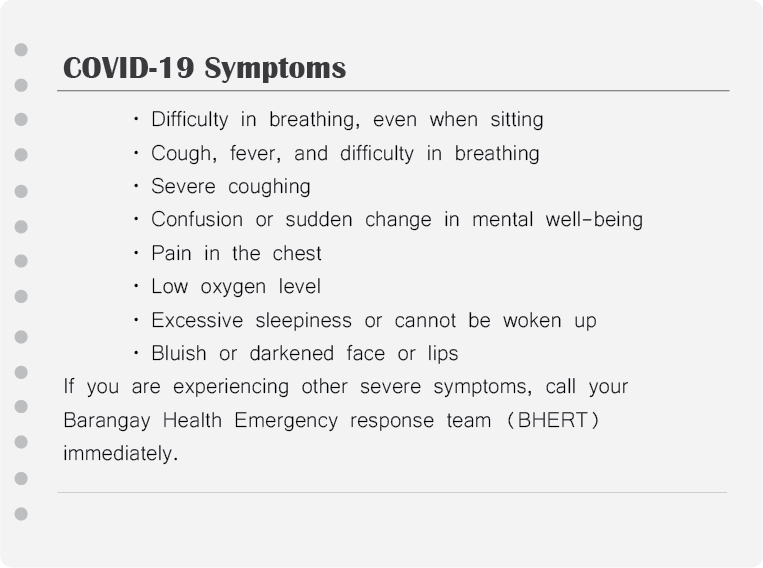 COVID-19 Symptoms
· Difficulty in breathing, even when sitting
· Cough, fever, and difficulty in breathing
· Severe coughing
· Confusion or sudden change in mental well-being
· Pain in the chest
· Low oxygen level
· Excessive sleepiness or cannot be woken up
· Bluish or darkened face or lips
If you are experiencing other severe symptoms, call your
Barangay Health Emergency response team (BHERT)
immediately.